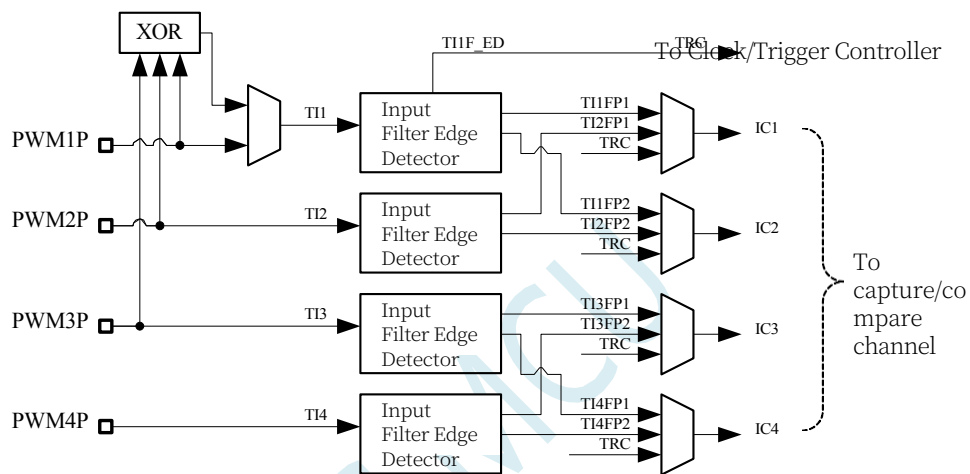 XOR
TI1F_ED
TRC
To Clock/Trigger Controller
PWM1P
TI1
Input
Filter Edge
Detector
TI1FP1
TI2FP1
TRC
IC1
PWM2P
TI2
Input
Filter Edge
Detector
TI1FP2
TI2FP2
TRC
IC2
To
capture/co
mpare
channel
PWM3P
TI3
Input
Filter Edge
Detector
TI3FP1
TI3FP2
TRC
IC3
PWM4P
TI4
Input
Filter Edge
Detector
TI4FP1
TI4FP2
TRC
IC4
MCU